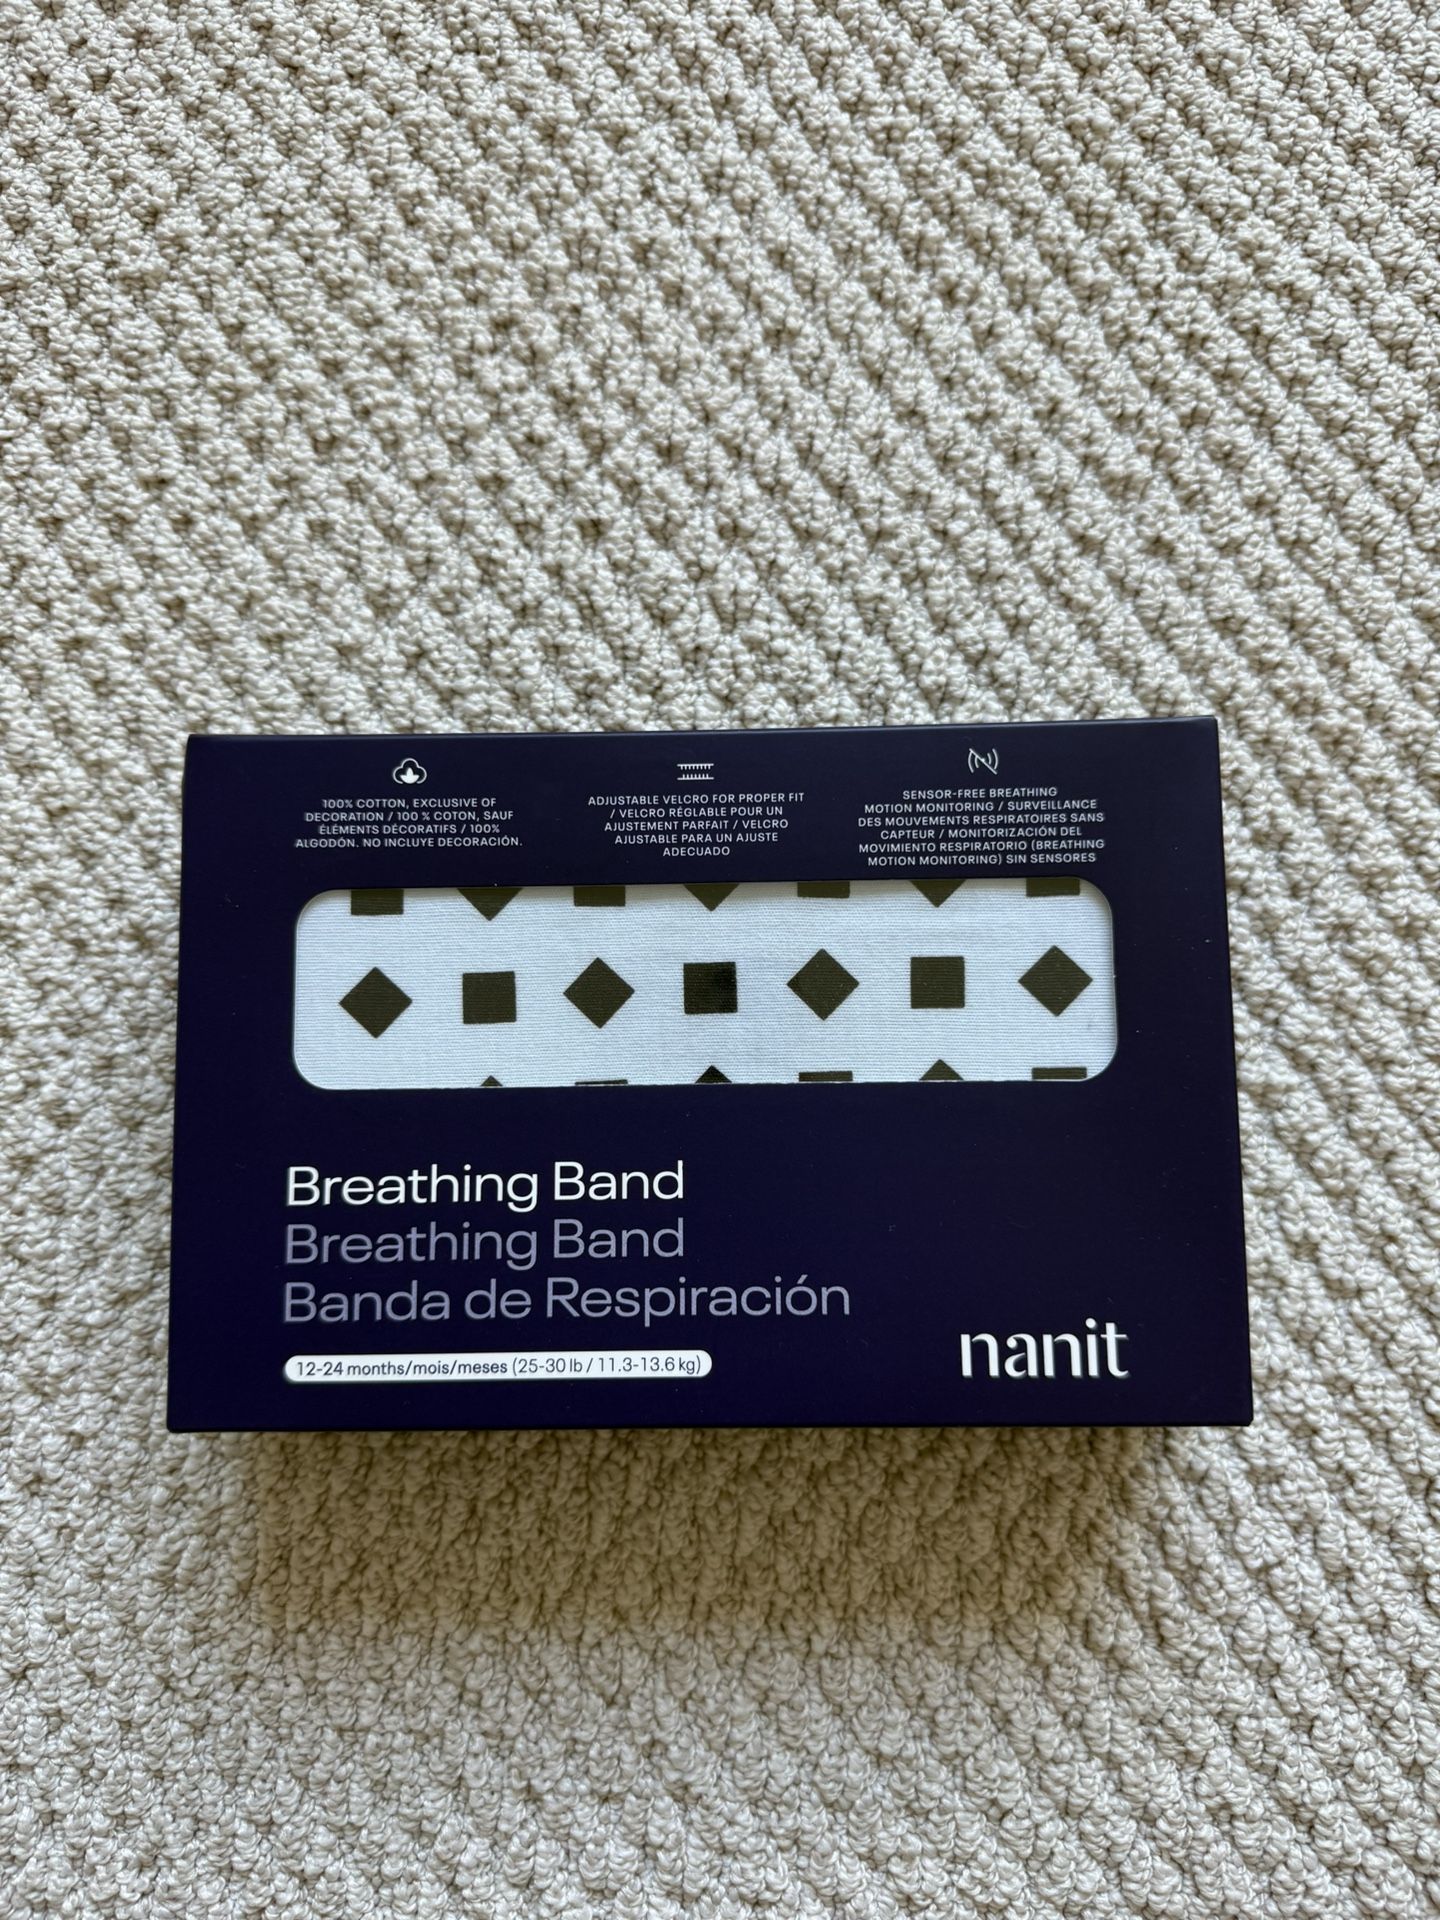 100% COTTON, EXCLUSIVE OF
DECORATION / 100 % COTON, SAUF
ÉLÉMENTS DÉCORATIFS / 100%
ALGODÓN. NO INCLUYE DECORACIÓN.
ADJUSTABLE VELCRO FOR PROPER FIT
/ VELCRO RÉGLABLE POUR UN
AJUSTEMENT PARFAIT / VELCRO
AJUSTABLE PARA UN AJUSTE
ADECUADO
SENSOR-FREE BREATHING
MOTION MONITORING / SURVEILLANCE
DES MOUVEMENTS RESPIRATOIRES SANS
CAPTEUR / MONITORIZACIÓN DEL
MOVIMIENTO RESPIRATORIO (BREATHING
MOTION MONITORING) SIN SENSORES
Breathing Band
Breathing Band
Banda de Respiración
12-24 months/mois/meses (25-30 lb / 11.3-13.6 kg)
nanit